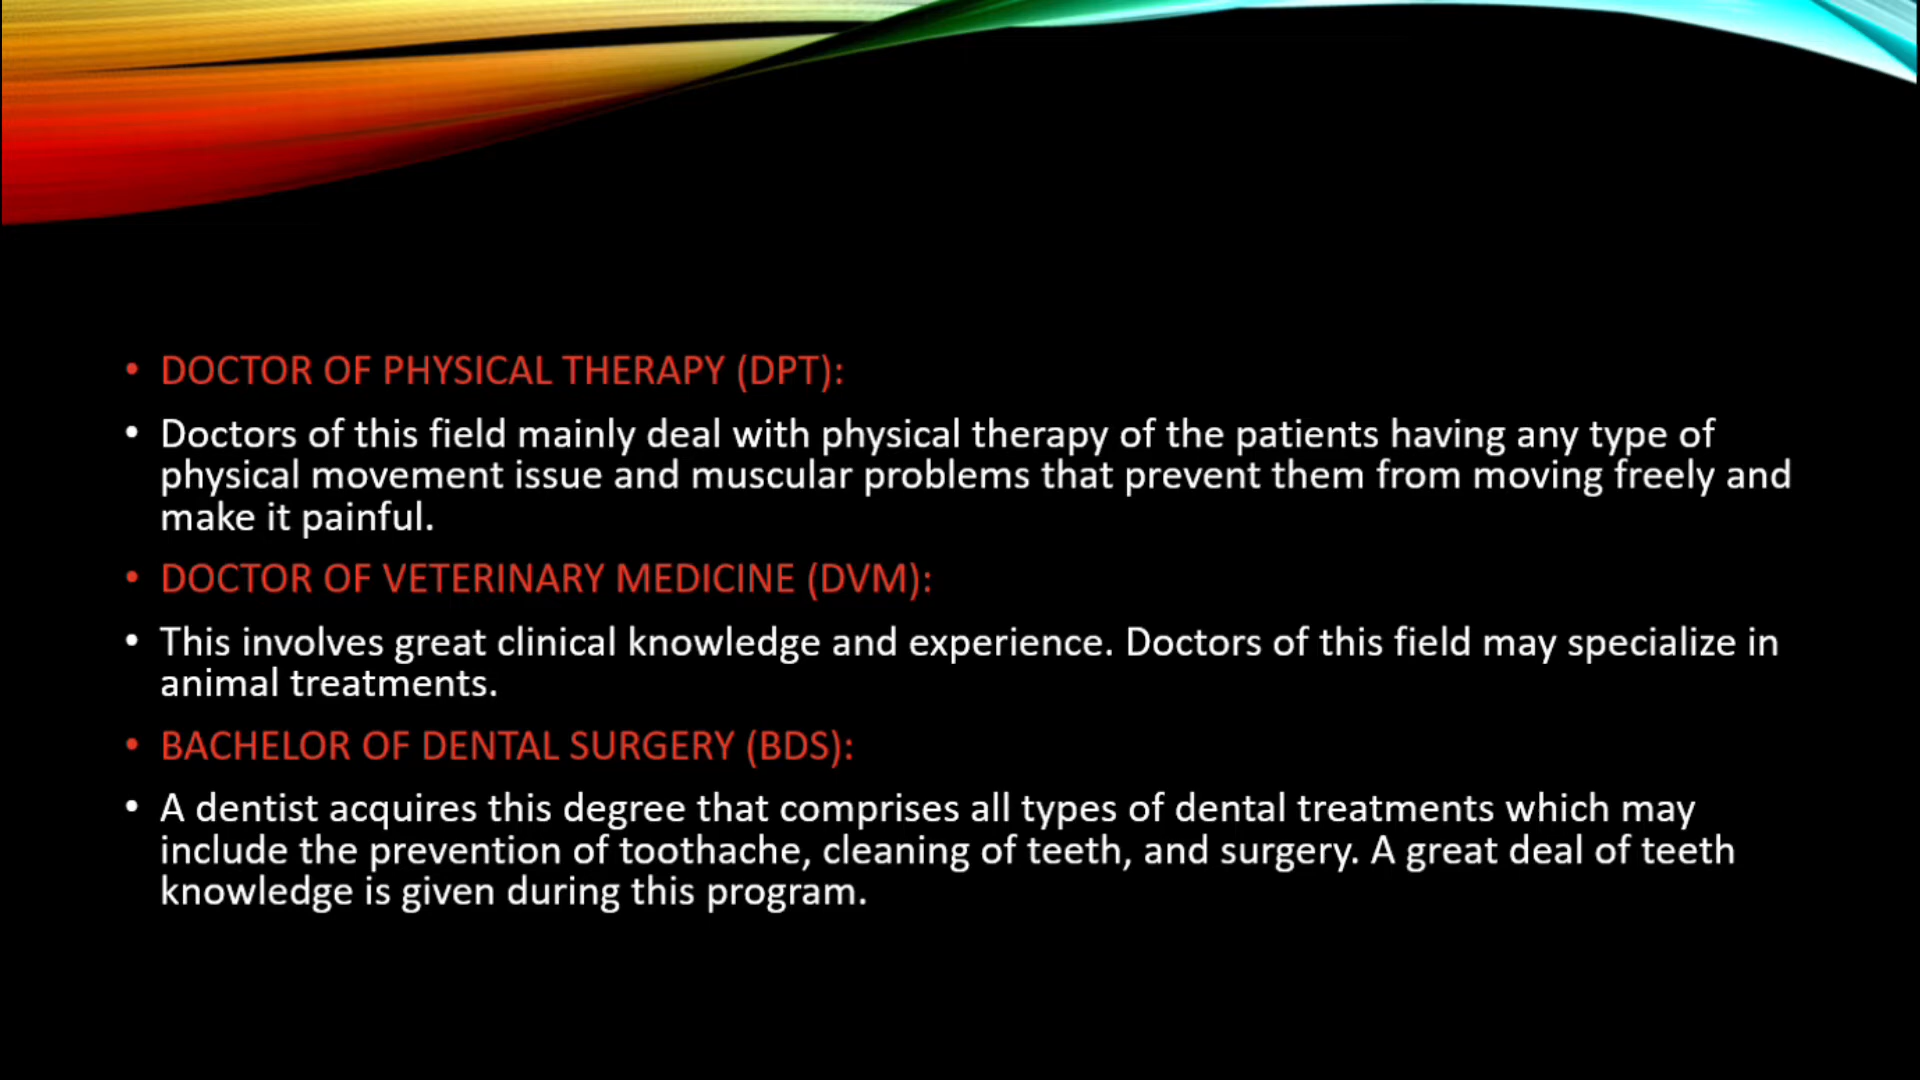 • DOCTOR OF PHYSICAL THERAPY (DPT):
• Doctors of this field mainly deal with physical therapy of the patients having any type of
physical movement issue and muscular problems that prevent them from moving freely and
make it painful.
• DOCTOR OF VETERINARY MEDICINE (DVM):
• This involves great clinical knowledge and experience. Doctors of this field may specialize in
animal treatments.
• BACHELOR OF DENTAL SURGERY (BDS):
• A dentist acquires this degree that comprises all types of dental treatments which may
include the prevention of toothache, cleaning of teeth, and surgery. A great deal of teeth
knowledge is given during this program.